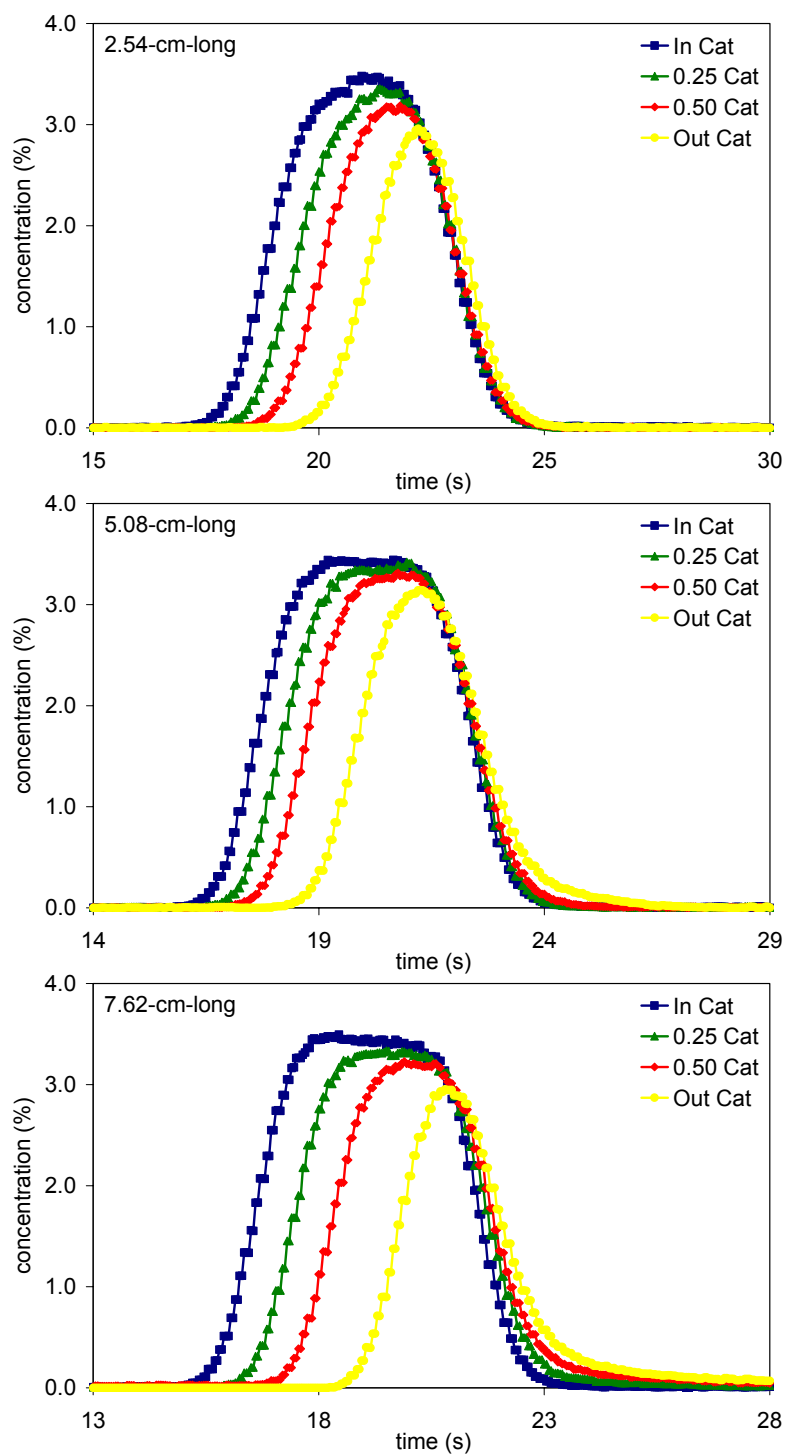 4.0
2.54-cm-long
In Cat
0.25 Cat
0.50 Cat
Out Cat
3.0
2.0
1.0
0.0
concentration (%)
15 20 25 30
time (s)
4.0
5.08-cm-long
In Cat
0.25 Cat
0.50 Cat
Out Cat
3.0
2.0
1.0
0.0
concentration (%)
14 19 24 29
time (s)
4.0
7.62-cm-long
In Cat
0.25 Cat
0.50 Cat
Out Cat
3.0
2.0
1.0
0.0
concentration (%)
13 18 23 28
time (s)